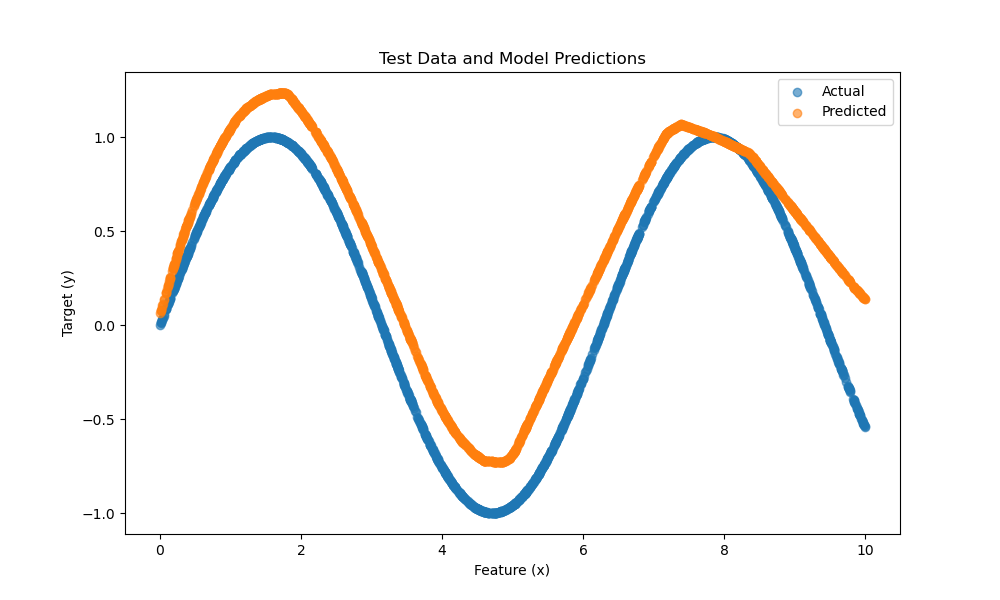 Test Data and Model Predictions
Actual
Predicted
1.0
0.5
0.0
−0.5
−1.0
Target (y)
0 2 4 6 8 10
Feature (x)